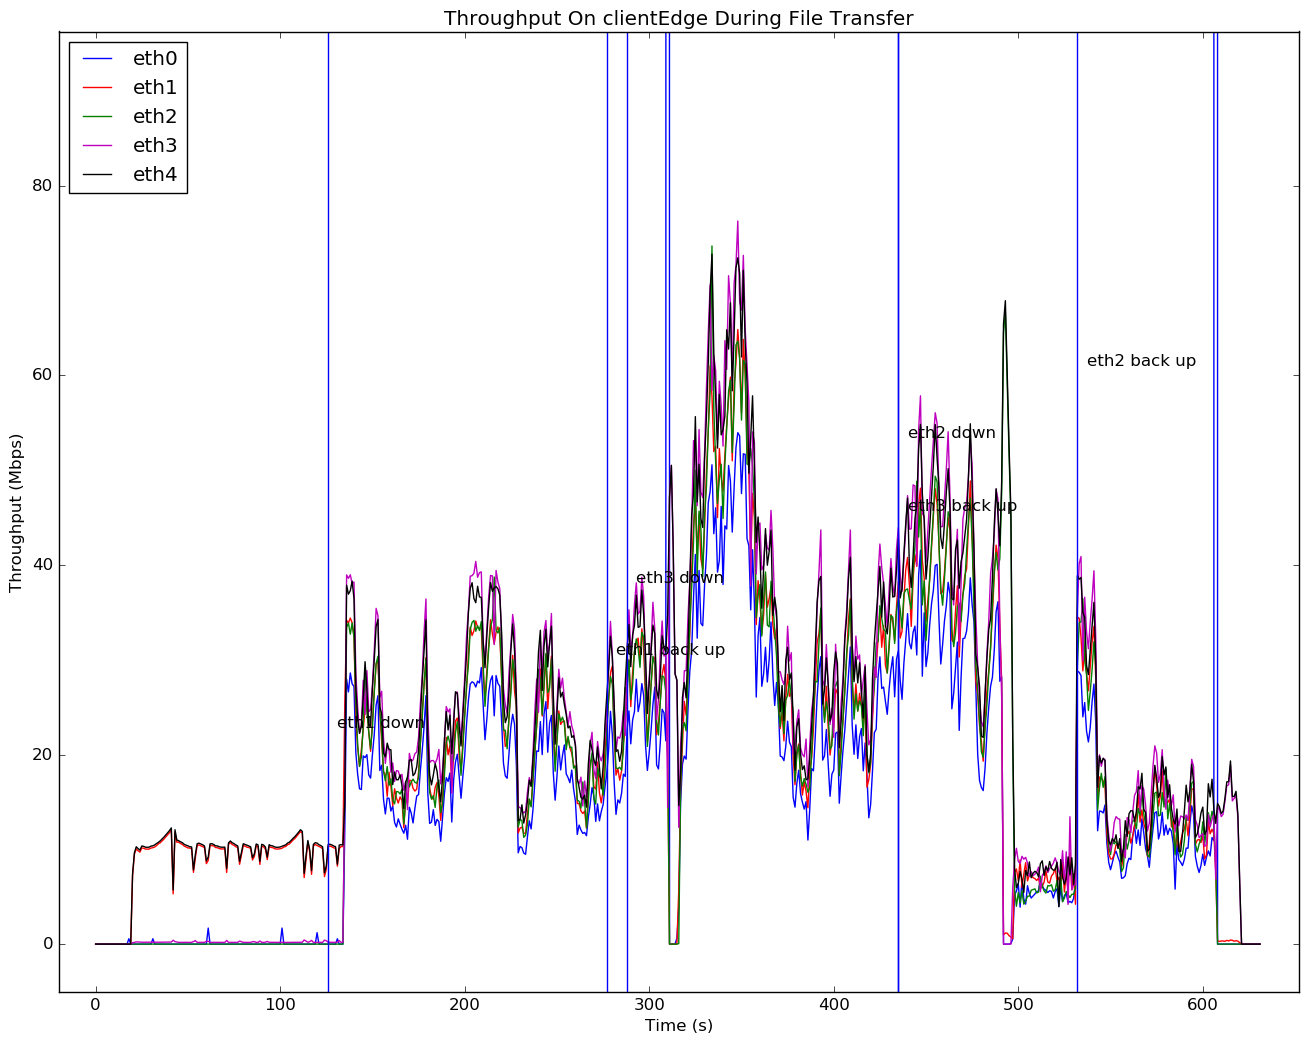 Throughput On clientEdge During File Transfer
eth0
eth1
eth2
eth3
eth4
80
60
40
20
0
Throughput (Mbps)
eth2 back up
eth2 down
eth3 back up
eth3 down
eth1 back up
eth1 down
0 100 200 300 400 500 600
Time (s)